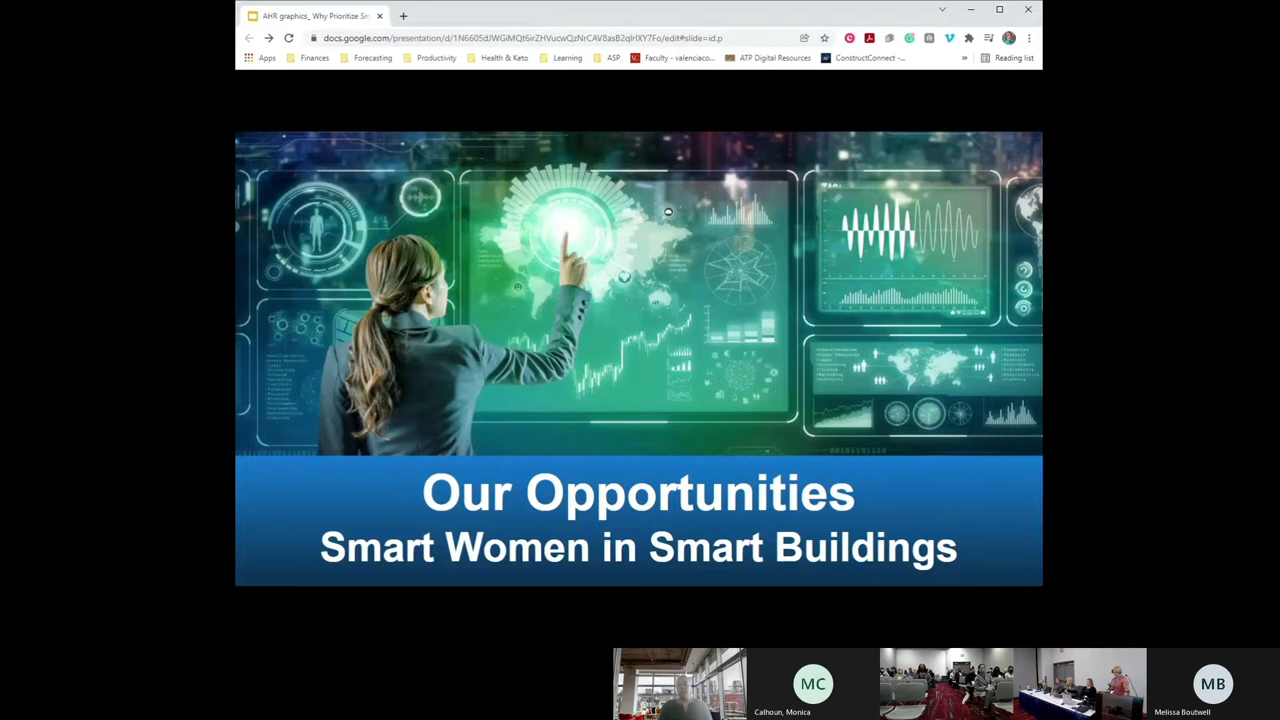 AHR graphics_ Why Prioritize Sm
docs.google.com/presentation/d/1N6605dJWGiMQt6irZHVucwQzNrCAV8asB2qIrIXY7Fo/edit#slide=id.p
Apps Finances Forecasting Productivity Health & Keto Learning ASP Faculty - valenciaco... ATP Digital Resources ConstructConnect -... » Reading list
Our Opportunities
Smart Women in Smart Buildings
MC
MB
Calhoun, Monica
Melissa Boutwell